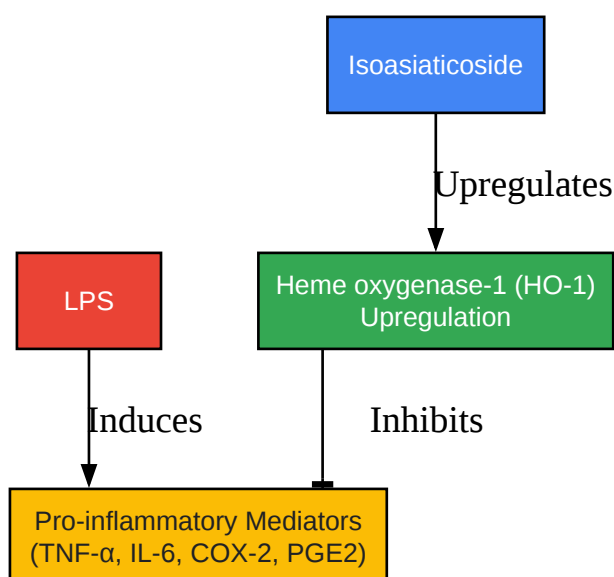 Isoasiaticoside
Upregulates
LPS
Heme oxygenase-1 (HO-1)
Upregulation
Induces
Inhibits
Pro-inflammatory Mediators
(TNF-α, IL-6, COX-2, PGE2)